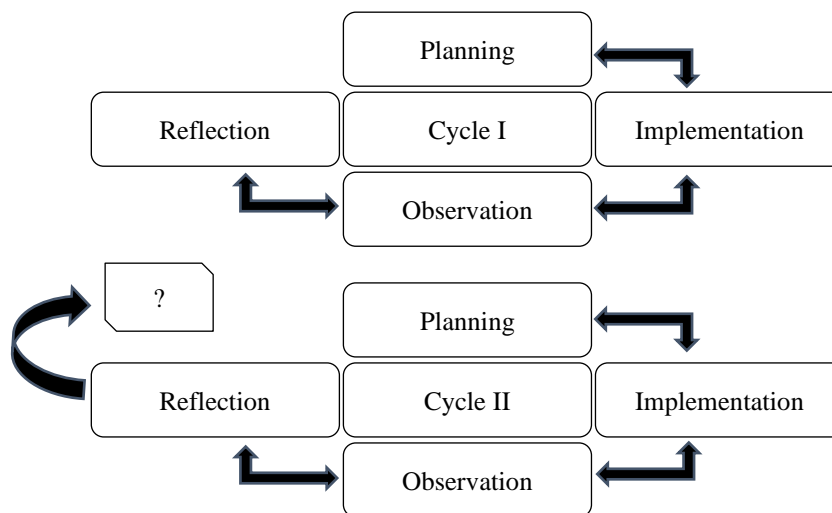 Planning
Reflection
Cycle I
Implementation
Observation
?
Planning
Reflection
Cycle II
Implementation
Observation